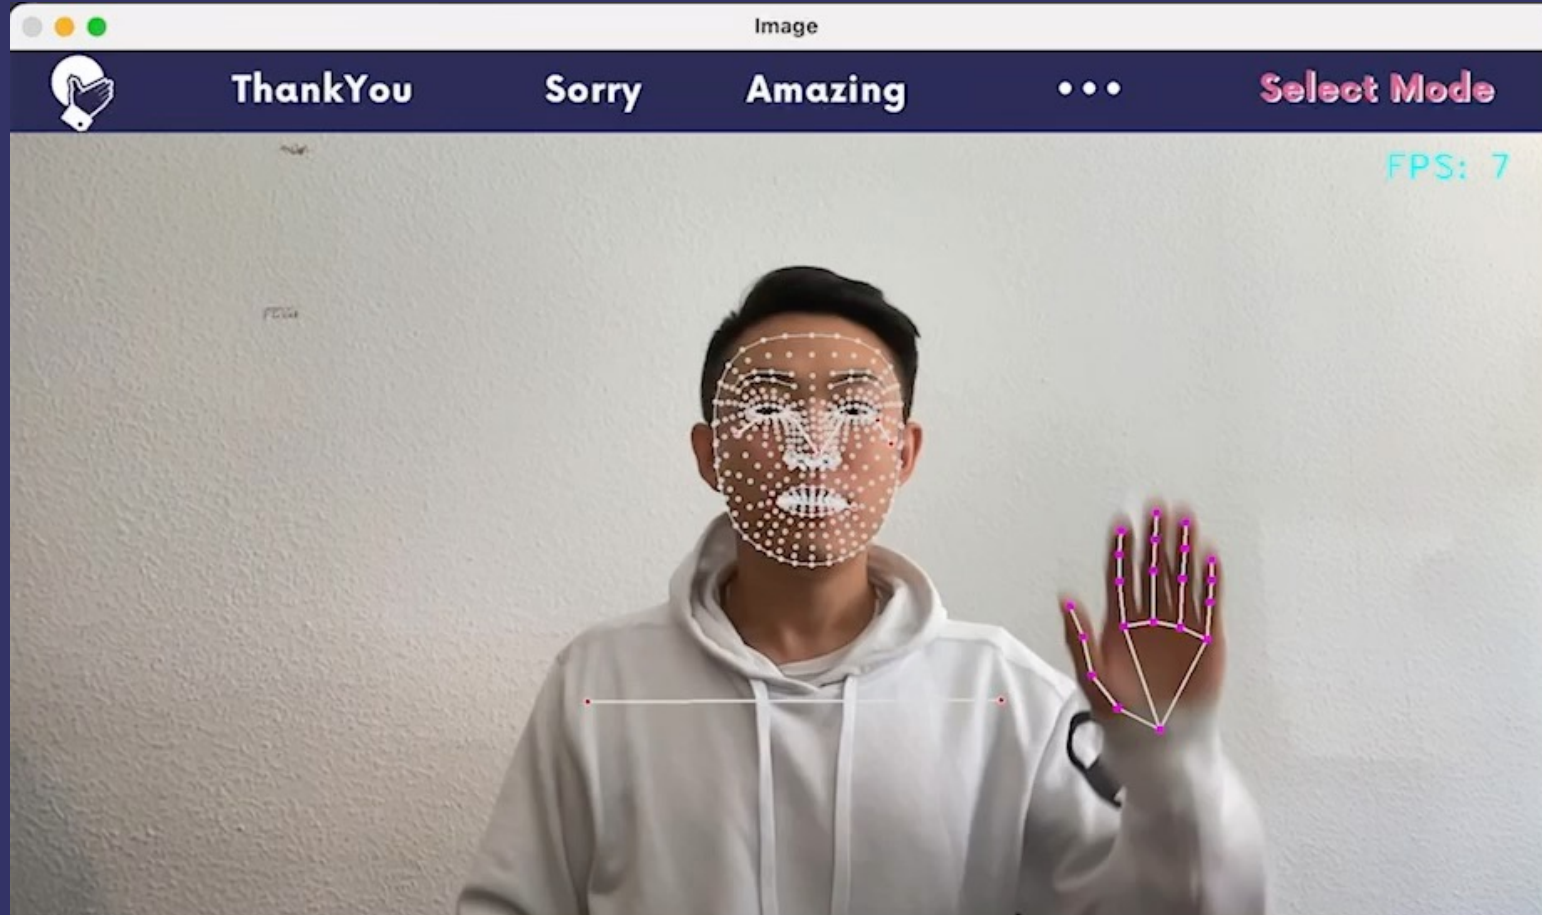 Image
ThankYou Sorry Amazing ••• Select Mode
FPS: 7